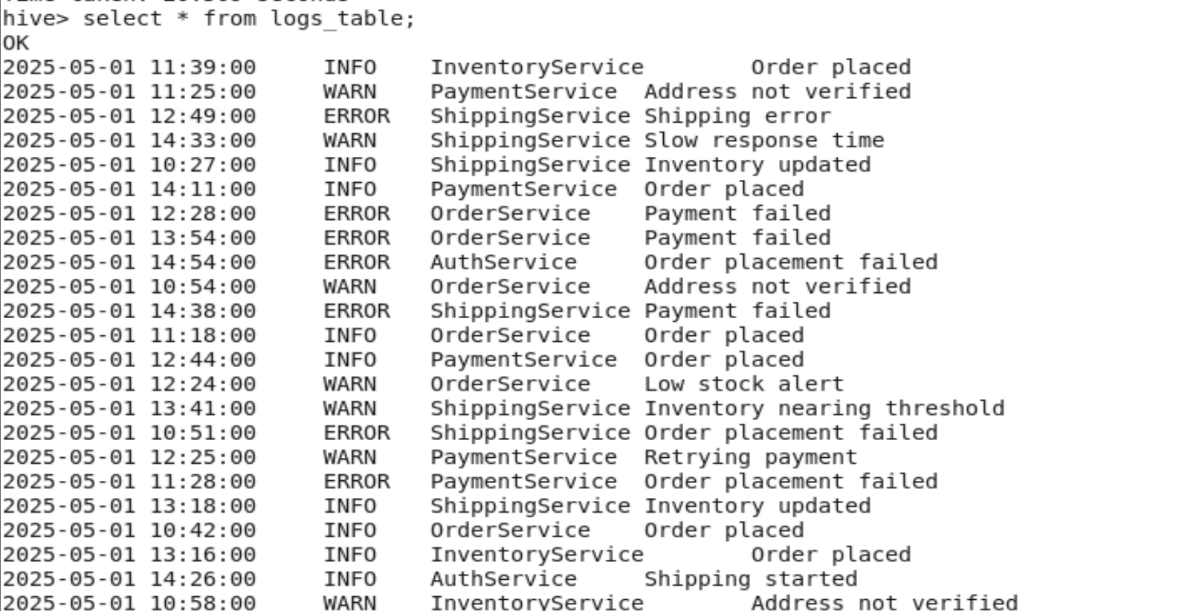 hive> select * from logs_table;
OK
2025-05-01 11:39:00 INFO InventoryService Order placed
2025-05-01 11:25:00 WARN PaymentService Address not verified
2025-05-01 12:49:00 ERROR ShippingService Shipping error
2025-05-01 14:33:00 WARN ShippingService Slow response time
2025-05-01 10:27:00 INFO ShippingService Inventory updated
2025-05-01 14:11:00 INFO PaymentService Order placed
2025-05-01 12:28:00 ERROR OrderService Payment failed
2025-05-01 13:54:00 ERROR OrderService Payment failed
2025-05-01 14:54:00 ERROR AuthService Order placement failed
2025-05-01 10:54:00 WARN OrderService Address not verified
2025-05-01 14:38:00 ERROR ShippingService Payment failed
2025-05-01 11:18:00 INFO OrderService Order placed
2025-05-01 12:44:00 INFO PaymentService Order placed
2025-05-01 12:24:00 WARN OrderService Low stock alert
2025-05-01 13:41:00 WARN ShippingService Inventory nearing threshold
2025-05-01 10:51:00 ERROR ShippingService Order placement failed
2025-05-01 12:25:00 WARN PaymentService Retrying payment
2025-05-01 11:28:00 ERROR PaymentService Order placement failed
2025-05-01 13:18:00 INFO ShippingService Inventory updated
2025-05-01 10:42:00 INFO OrderService Order placed
2025-05-01 13:16:00 INFO InventoryService Order placed
2025-05-01 14:26:00 INFO AuthService Shipping started
2025-05-01 10:58:00 WARN InventoryService Address not verified